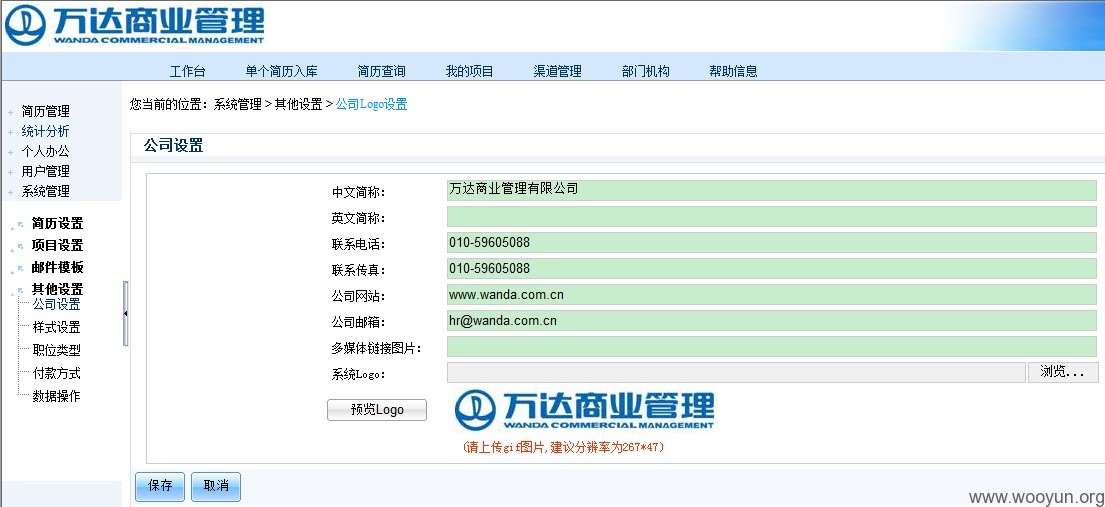 万达商业管理
WANDA COMMERCIAL MANAGEMENT
工作台 单个简历入库 简历查询 我的项目 渠道管理 部门机构 帮助信息
简历管理
统计分析
个人办公
用户管理
系统管理
简历设置
项目设置
邮件模板
其他设置
公司设置
样式设置
职位类型
付款方式
数据操作
您当前的位置：系统管理 > 其他设置 > 公司Logo设置
公司设置
中文简称： 万达商业管理有限公司
英文简称：
联系电话： 010-59605088
联系传真： 010-59605088
公司网站： www.wanda.com.cn
公司邮箱： hr@wanda.com.cn
多媒体链接图片：
系统Logo： 浏览...
预览Logo 万达商业管理
WANDA COMMERCIAL MANAGEMENT
(请上传gif图片,建议分辨率为267*47)
保存 取消
www.wooyun.org